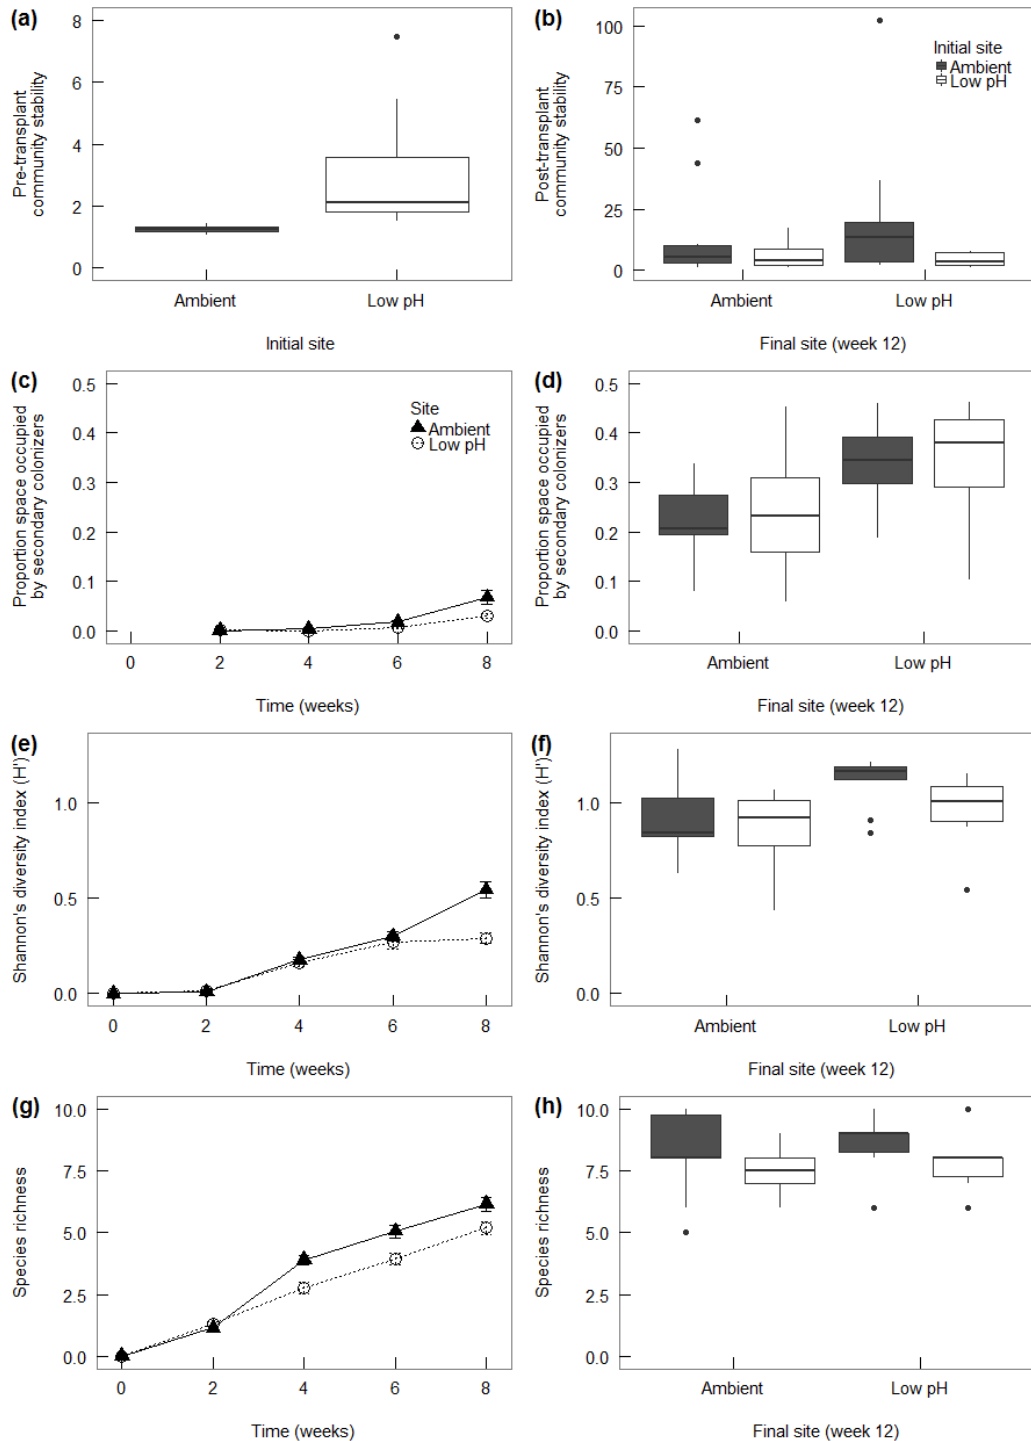 (a)
Pre-transplant
community stability
8
6
4
2
0
Ambient
Low pH
Initial site
(b)
Post-transplant
community stability
100
75
50
25
0
Initial site
Ambient
Low pH
Ambient
Low pH
Final site (week 12)
(c)
Proportion space occupied
by secondary colonizers
0.5
0.4
0.3
0.2
0.1
0.0
Site
Ambient
Low pH
0 2 4 6 8
Time (weeks)
(d)
Proportion space occupied
by secondary colonizers
0.5
0.4
0.3
0.2
0.1
0.0
Ambient
Low pH
Final site (week 12)
(e)
Shannon's diversity index (H')
1.0
0.5
0.0
0 2 4 6 8
Time (weeks)
(f)
Shannon's diversity index (H')
1.0
0.5
0.0
Ambient
Low pH
Final site (week 12)
(g)
Species richness
10.0
7.5
5.0
2.5
0.0
0 2 4 6 8
Time (weeks)
(h)
Species richness
10.0
7.5
5.0
2.5
0.0
Ambient
Low pH
Final site (week 12)